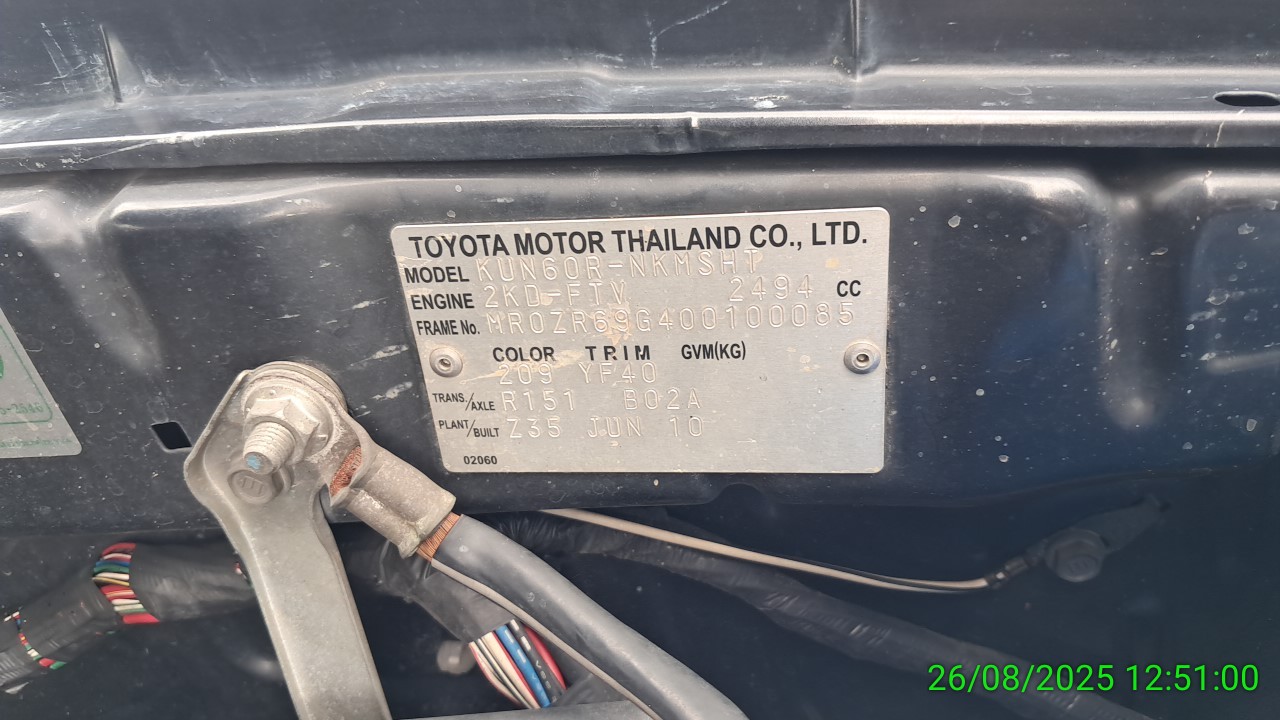 TOYOTA MOTOR THAILAND CO., LTD.
MODEL KUN60R-NKMSHT
ENGINE 2KD-FTV 2494 CC
FRAME No. MR0ZR69G400100085
COLOR TRIM GVM(KG)
209 YF40
TRANS./AXLE R151 B02A
PLANT/BUILT Z35 JUN 10
02060
26/08/2025 12:51:00